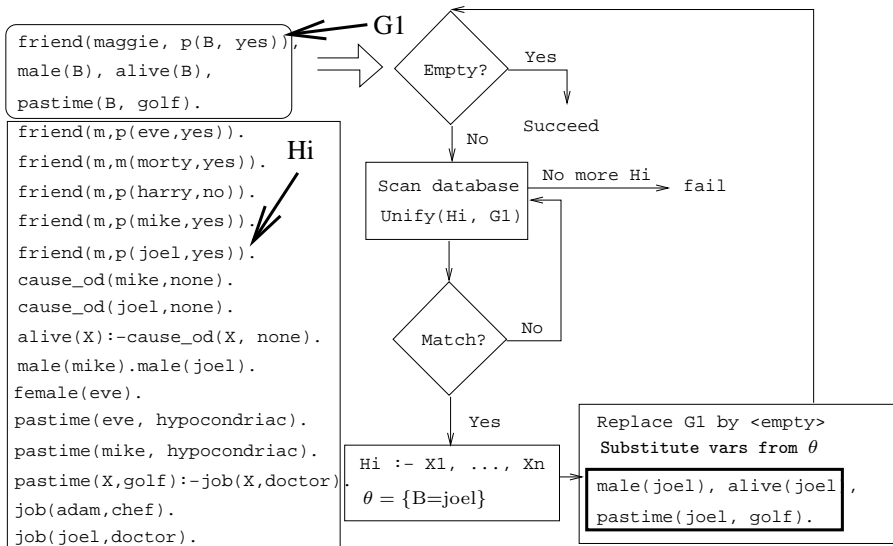 G1
friend(maggie, p(B, yes)),
male(B), alive(B),
pastime(B, golf).
friend(m,p(eve,yes)).
friend(m,m(morty,yes)).
friend(m,p(harry,no)).
friend(m,p(mike,yes)).
friend(m,p(joel,yes)).
cause_od(mike,none).
cause_od(joel,none).
alive(X):-cause_od(X, none).
male(mike).male(joel).
female(eve).
pastime(eve, hypocondriac).
pastime(mike, hypocondriac).
pastime(X,golf):-job(X,doctor).
job(adam,chef).
job(joel,doctor).
Hi
Empty?
Yes
Succeed
No
Scan database
Unify(Hi, G1)
No more Hi
fail
Match?
No
Yes
Hi :- X1, ..., Xn
θ = {B=joel}
Replace G1 by <empty>
Substitute vars from θ
male(joel), alive(joel),
pastime(joel, golf).